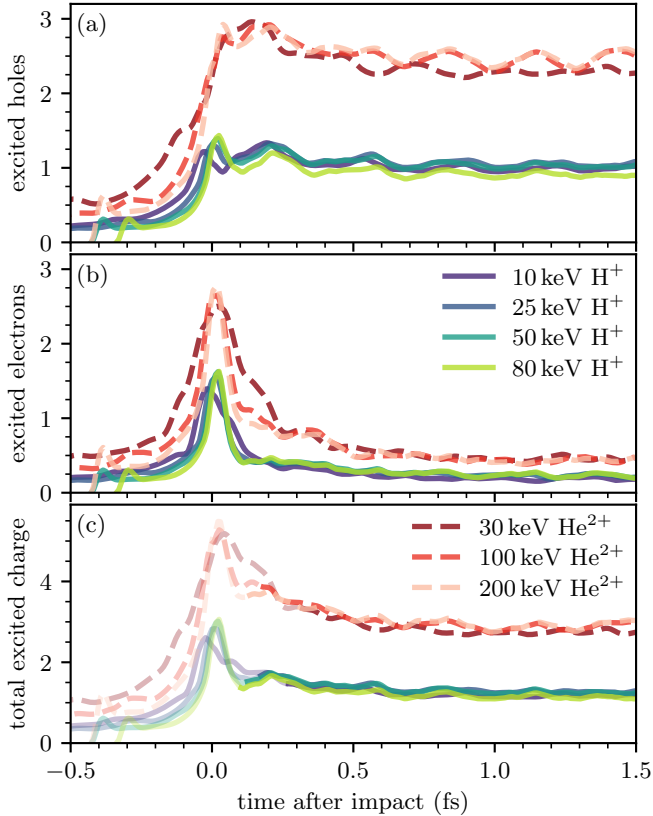 (a)
excited holes
3
2
1
0
(b)
excited electrons
3
2
1
0
10 keV H⁺
25 keV H⁺
50 keV H⁺
80 keV H⁺
(c)
total excited charge
4
2
0
30 keV He²⁺
100 keV He²⁺
200 keV He²⁺
−0.5 0.0 0.5 1.0 1.5
time after impact (fs)